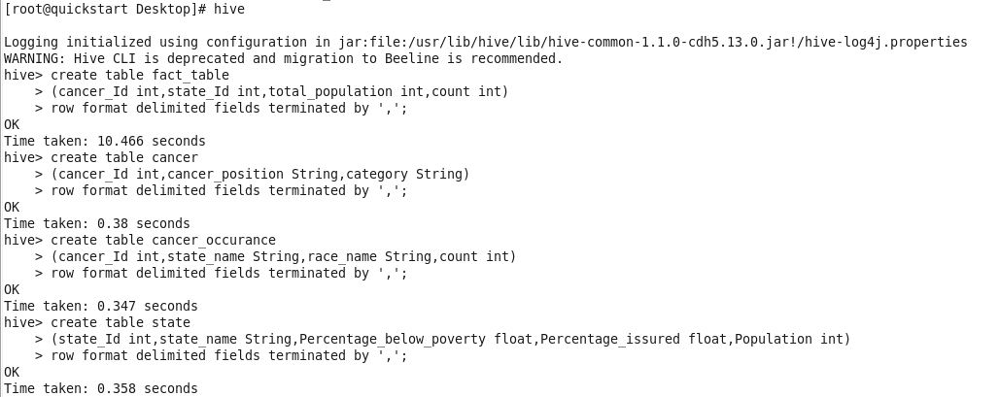 [root@quickstart Desktop]# hive
Logging initialized using configuration in jar:file:/usr/lib/hive/lib/hive-common-1.1.0-cdh5.13.0.jar!/hive-log4j.properties
WARNING: Hive CLI is deprecated and migration to Beeline is recommended.
hive> create table fact_table
    > (cancer_Id int,state_Id int,total_population int,count int)
    > row format delimited fields terminated by ',';
OK
Time taken: 10.466 seconds
hive> create table cancer
    > (cancer_Id int,cancer_position String,category String)
    > row format delimited fields terminated by ',';
OK
Time taken: 0.38 seconds
hive> create table cancer_occurance
    > (cancer_Id int,state_name String,race_name String,count int)
    > row format delimited fields terminated by ',';
OK
Time taken: 0.347 seconds
hive> create table state
    > (state_Id int,state_name String,Percentage_below_poverty float,Percentage_issured float,Population int)
    > row format delimited fields terminated by ',';
OK
Time taken: 0.358 seconds